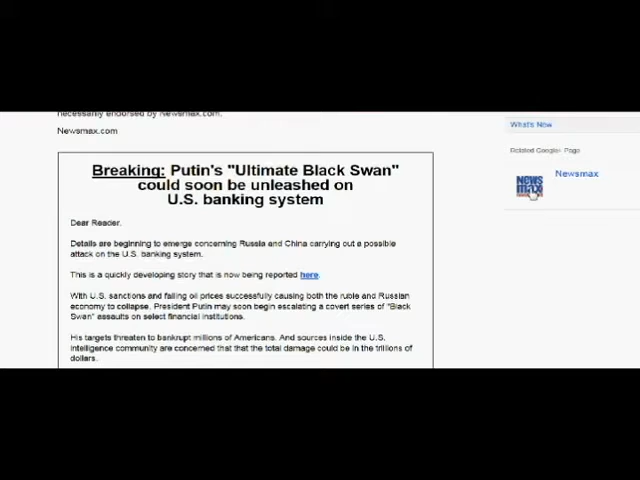 necessarily endorsed by Newsmax.com.
Newsmax.com
Breaking: Putin's "Ultimate Black Swan"
could soon be unleashed on
U.S. banking system
Dear Reader,
Details are beginning to emerge concerning Russia and China carrying out a possible
attack on the U.S. banking system.
This is a quickly developing story that is now being reported here.
With U.S. sanctions and falling oil prices successfully causing both the ruble and Russian
economy to collapse. President Putin may soon begin escalating a covert series of "Black
Swan" assaults on select financial institutions.
His targets threaten to bankrupt millions of Americans. And sources inside the U.S.
intelligence community are concerned that that the total damage could be in the trillions of
dollars.
What's New
Related Google+ Page
NEWS
max
Newsmax